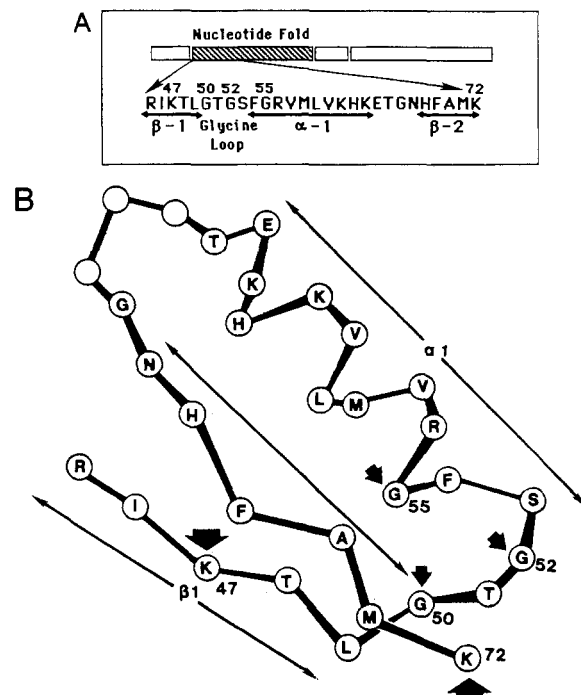 A
Nucleotide Fold
47 50 52 55 72
RIKTLGTGSFGRVMLVKHKETGNHFAMK
β-1 Glycine Loop α-1 β-2
B
E
T
K
G
H
K
V
N
L
M
V
α1
H
R
R
G
55
F
S
I
F
A
G
52
K
47
T
G
50
T
β1
M
L
K
72